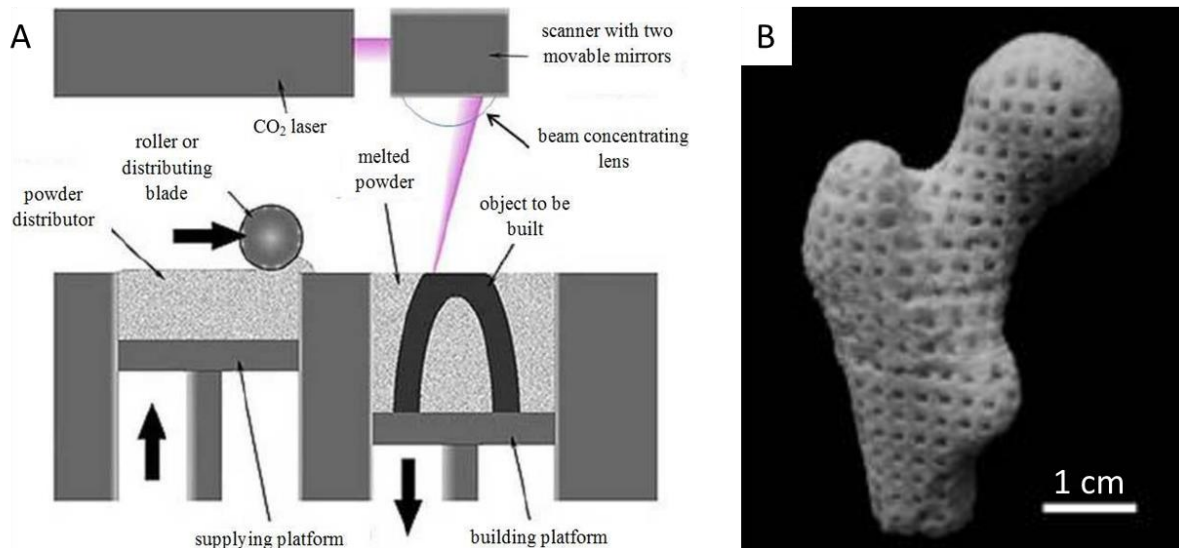 A
scanner with two
movable mirrors
CO₂ laser
beam concentrating
lens
roller or
distributing
blade
melted
powder
powder
distributor
object to be
built
supplying platform
building platform
B
1 cm